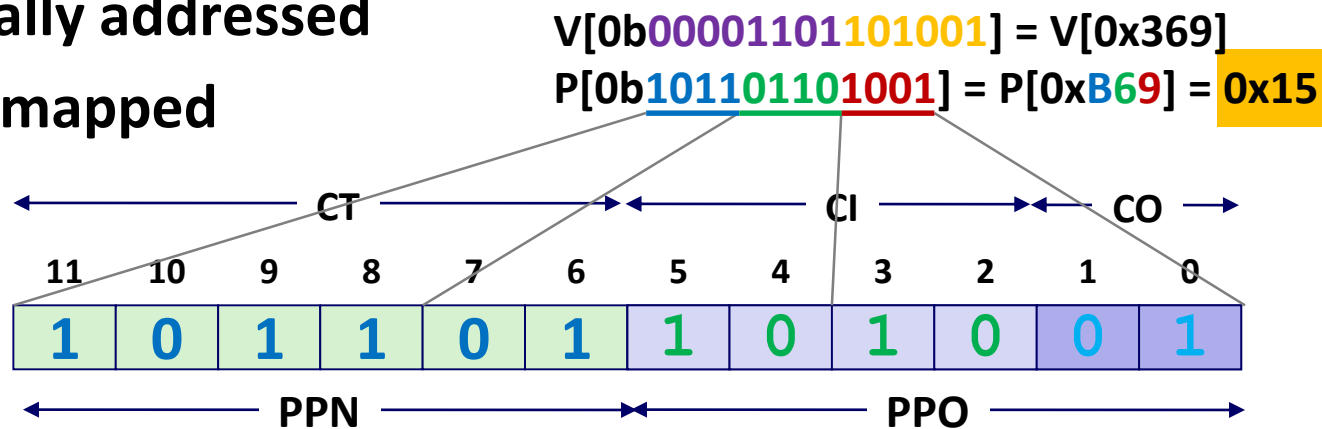 ally addressed
mapped
V[0b00001101101001] = V[0x369]
P[0b101101101001] = P[0xB69] = 0x15
CT CI CO
11 10 9 8 7 6 5 4 3 2 1 0
1 0 1 1 0 1 1 0 1 0 0 1
PPN PPO